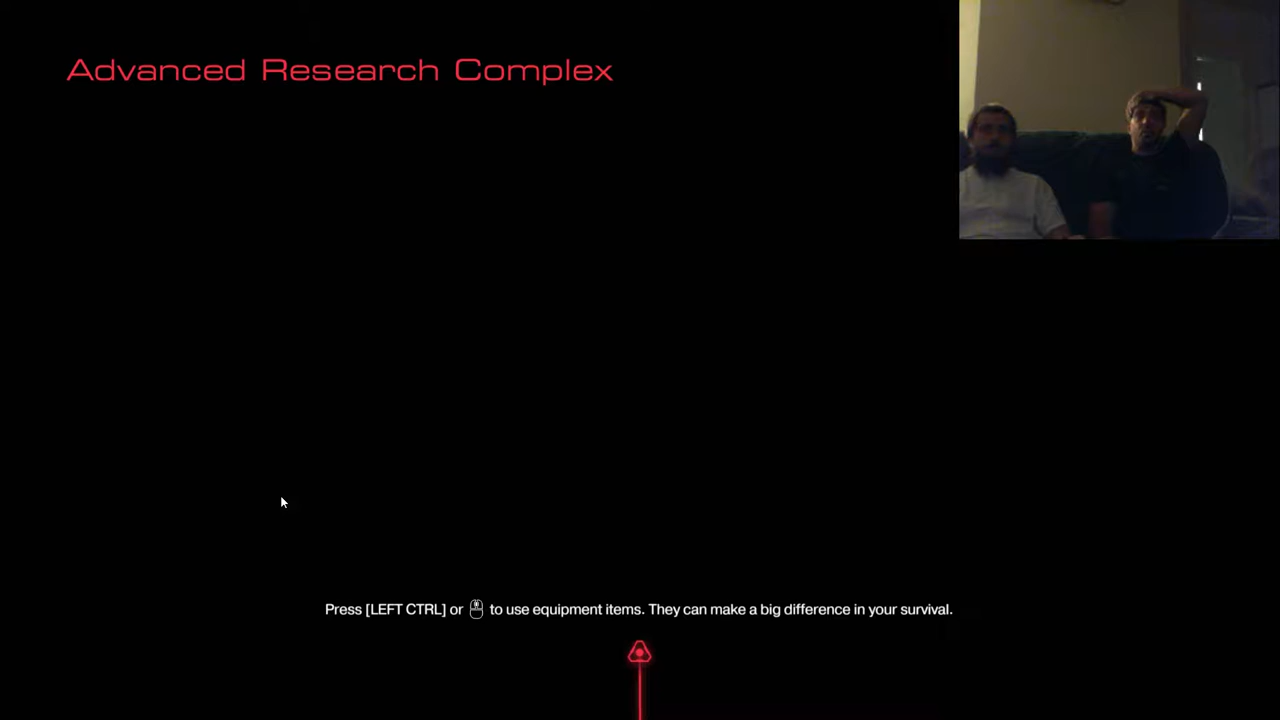 Advanced Research Complex
Press [LEFT CTRL] or to use equipment items. They can make a big difference in your survival.